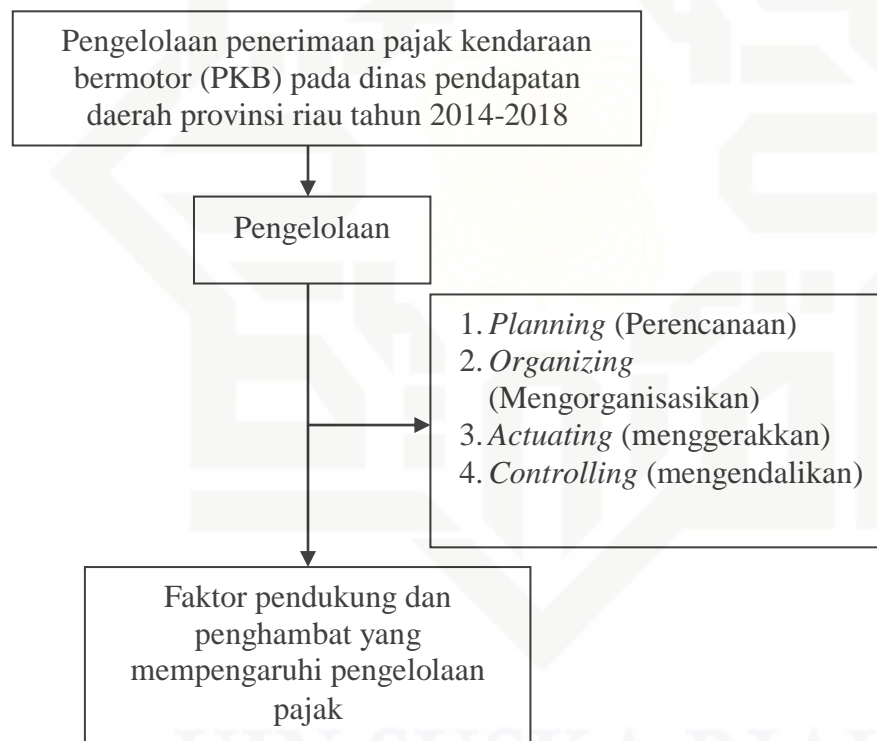 Pengelolaan penerimaan pajak kendaraan
bermotor (PKB) pada dinas pendapatan
daerah provinsi riau tahun 2014-2018
Pengelolaan
1. Planning (Perencanaan)
2. Organizing
(Mengorganisasikan)
3. Actuating (menggerakkan)
4. Controlling (mengendalikan)
Faktor pendukung dan
penghambat yang
mempengaruhi pengelolaan
pajak